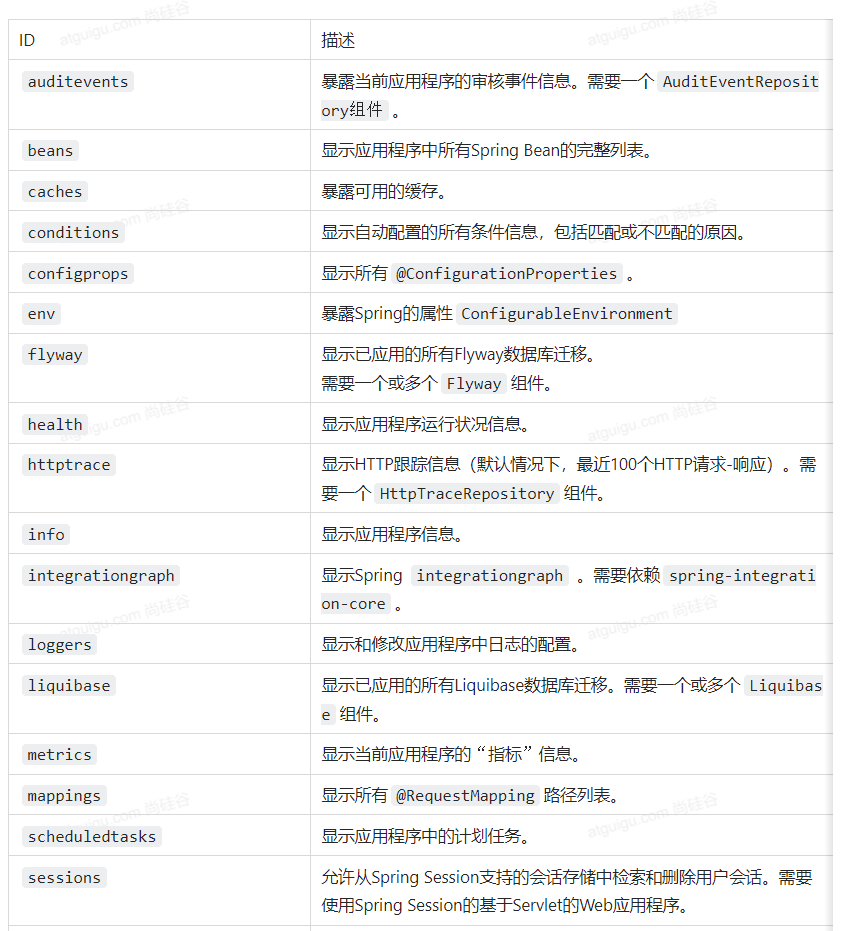 ID 描述
auditevents 暴露当前应用程序的审核事件信息。需要一个 AuditEventReposit
ory组件 。
beans 显示应用程序中所有Spring Bean的完整列表。
caches 暴露可用的缓存。
conditions 显示自动配置的所有条件信息，包括匹配或不匹配的原因。
configprops 显示所有 @ConfigurationProperties 。
env 暴露Spring的属性 ConfigurableEnvironment
flyway 显示已应用的所有Flyway数据库迁移。
需要一个或多个 Flyway 组件。
health 显示应用程序运行状况信息。
httptrace 显示HTTP跟踪信息（默认情况下，最近100个HTTP请求-响应）。需
要一个 HttpTraceRepository 组件。
info 显示应用程序信息。
integrationgraph 显示Spring integrationgraph 。需要依赖 spring-integrati
on-core 。
loggers 显示和修改应用程序中日志的配置。
liquibase 显示已应用的所有Liquibase数据库迁移。需要一个或多个 Liquibas
e 组件。
metrics 显示当前应用程序的“指标”信息。
mappings 显示所有 @RequestMapping 路径列表。
scheduledtasks 显示应用程序中的计划任务。
sessions 允许从Spring Session支持的会话存储中检索和删除用户会话。需要
使用Spring Session的基于Servlet的Web应用程序。
atguigu.com 尚硅谷